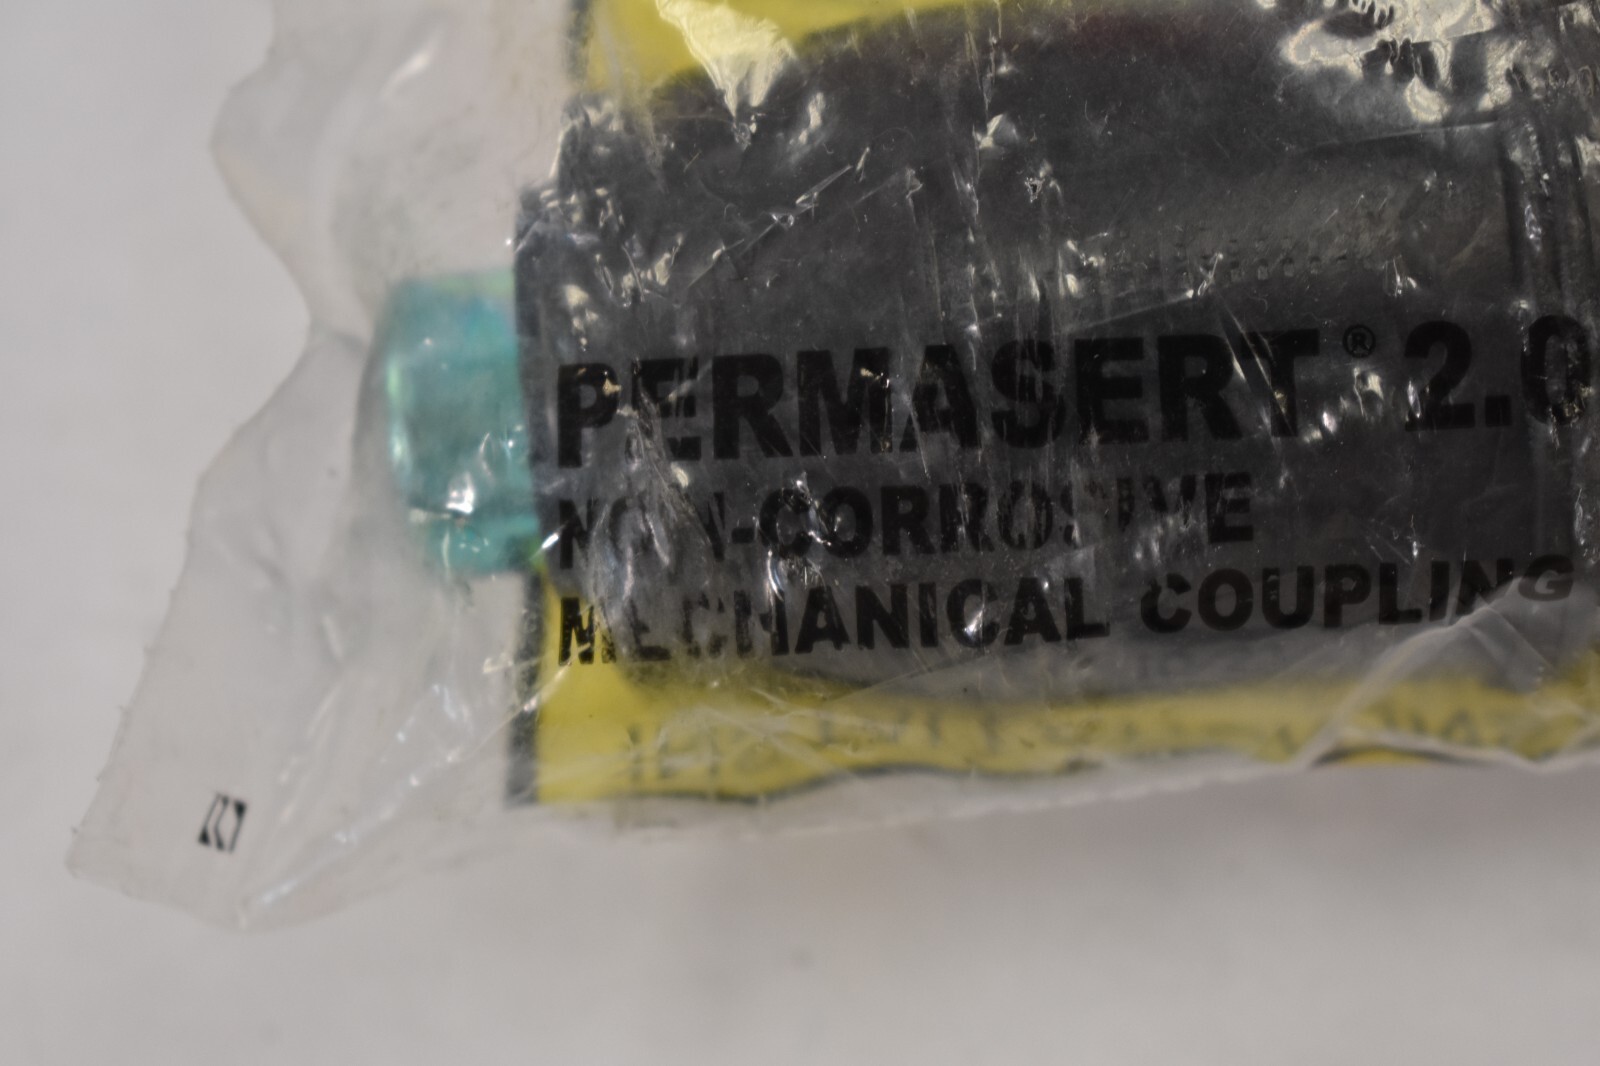 PERMASERT® 2.0
NON-CORROSIVE
MECHANICAL COUPLING